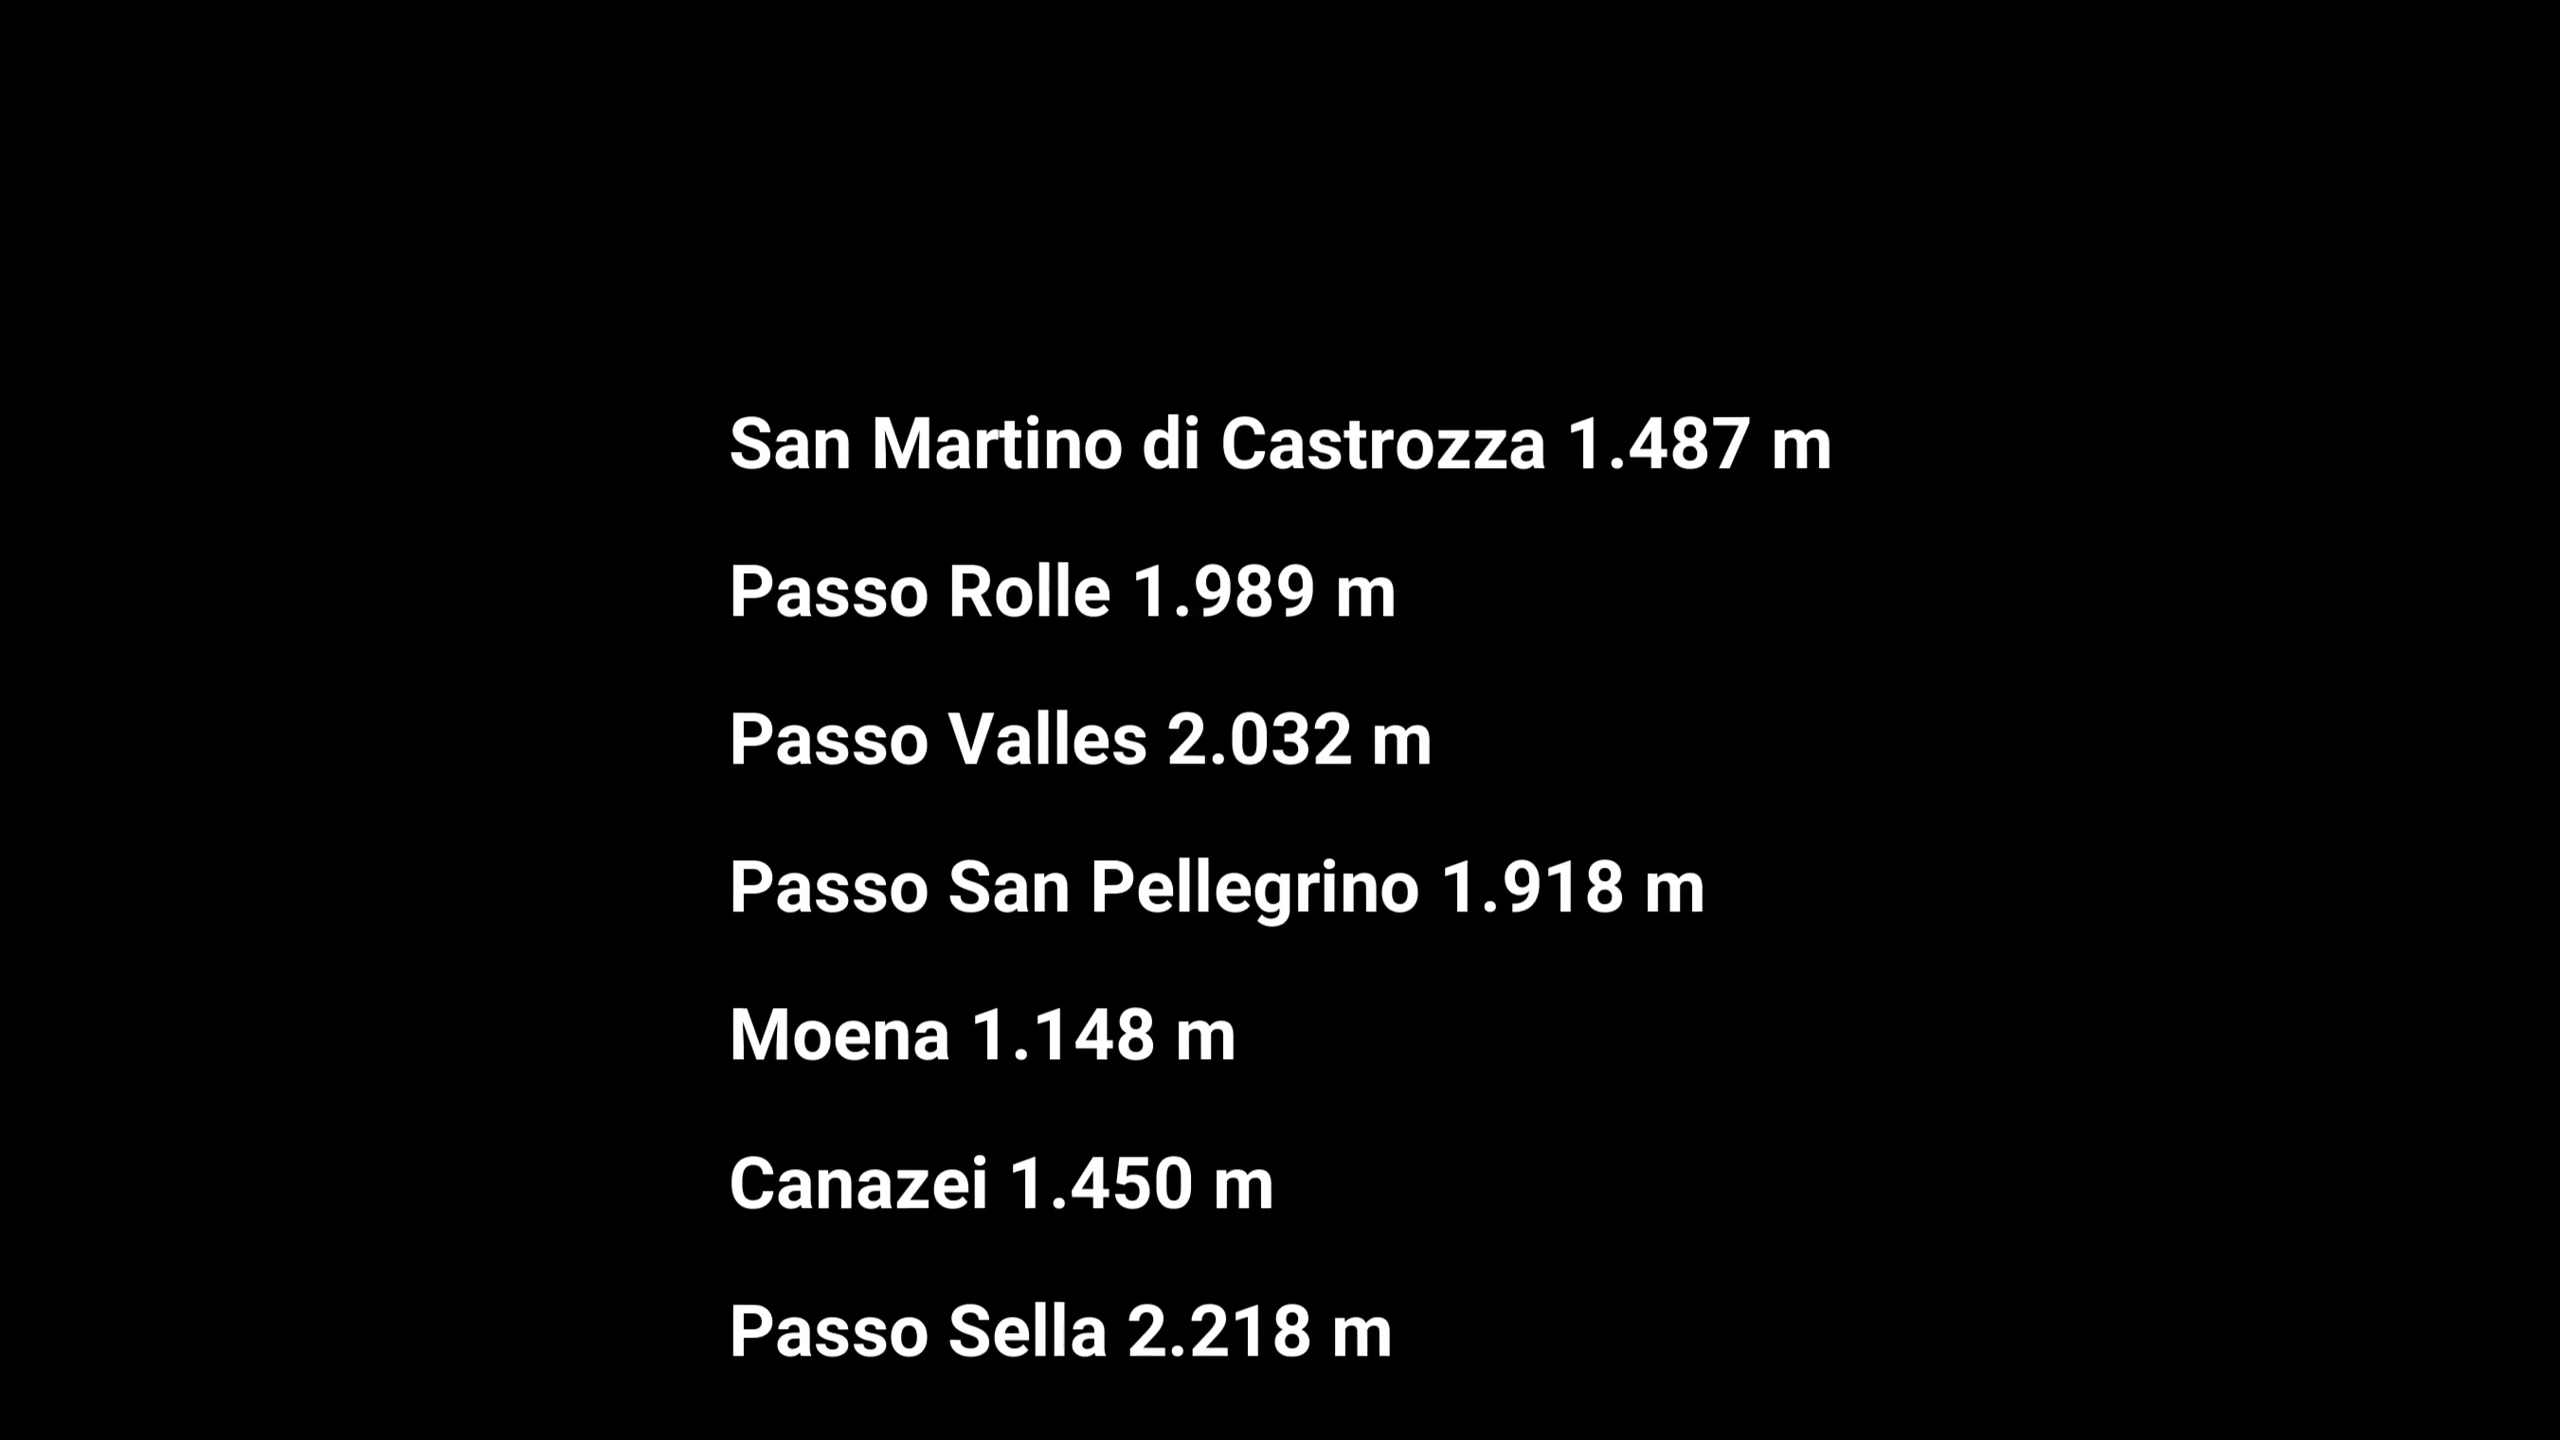 San Martino di Castrozza 1.487 m
Passo Rolle 1.989 m
Passo Valles 2.032 m
Passo San Pellegrino 1.918 m
Moena 1.148 m
Canazei 1.450 m
Passo Sella 2.218 m